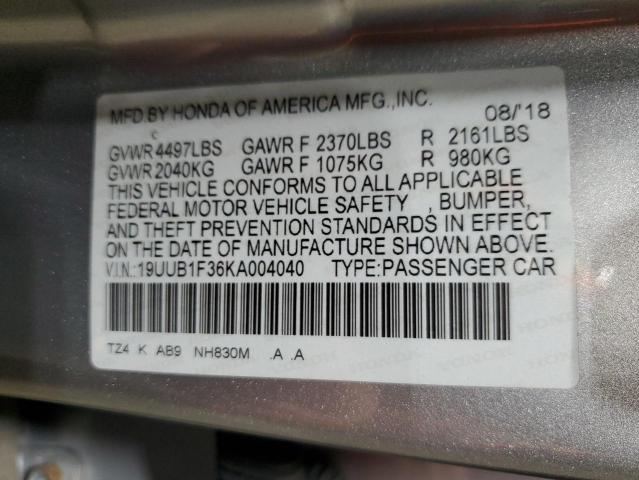 MFD.BY HONDA OF AMERICA MFG.,INC. 08/'18
GVWR 4497LBS GAWR F 2370LBS R 2161LBS
GVWR 2040KG GAWR F 1075KG R 980KG
THIS VEHICLE CONFORMS TO ALL APPLICABLE
FEDERAL MOTOR VEHICLE SAFETY , BUMPER,
AND THEFT PREVENTION STANDARDS IN EFFECT
ON THE DATE OF MANUFACTURE SHOWN ABOVE.
V.I.N.:19UUB1F36KA004040 TYPE:PASSENGER CAR
TZ4 K AB9 NH830M .A .A
HONDA HONDA